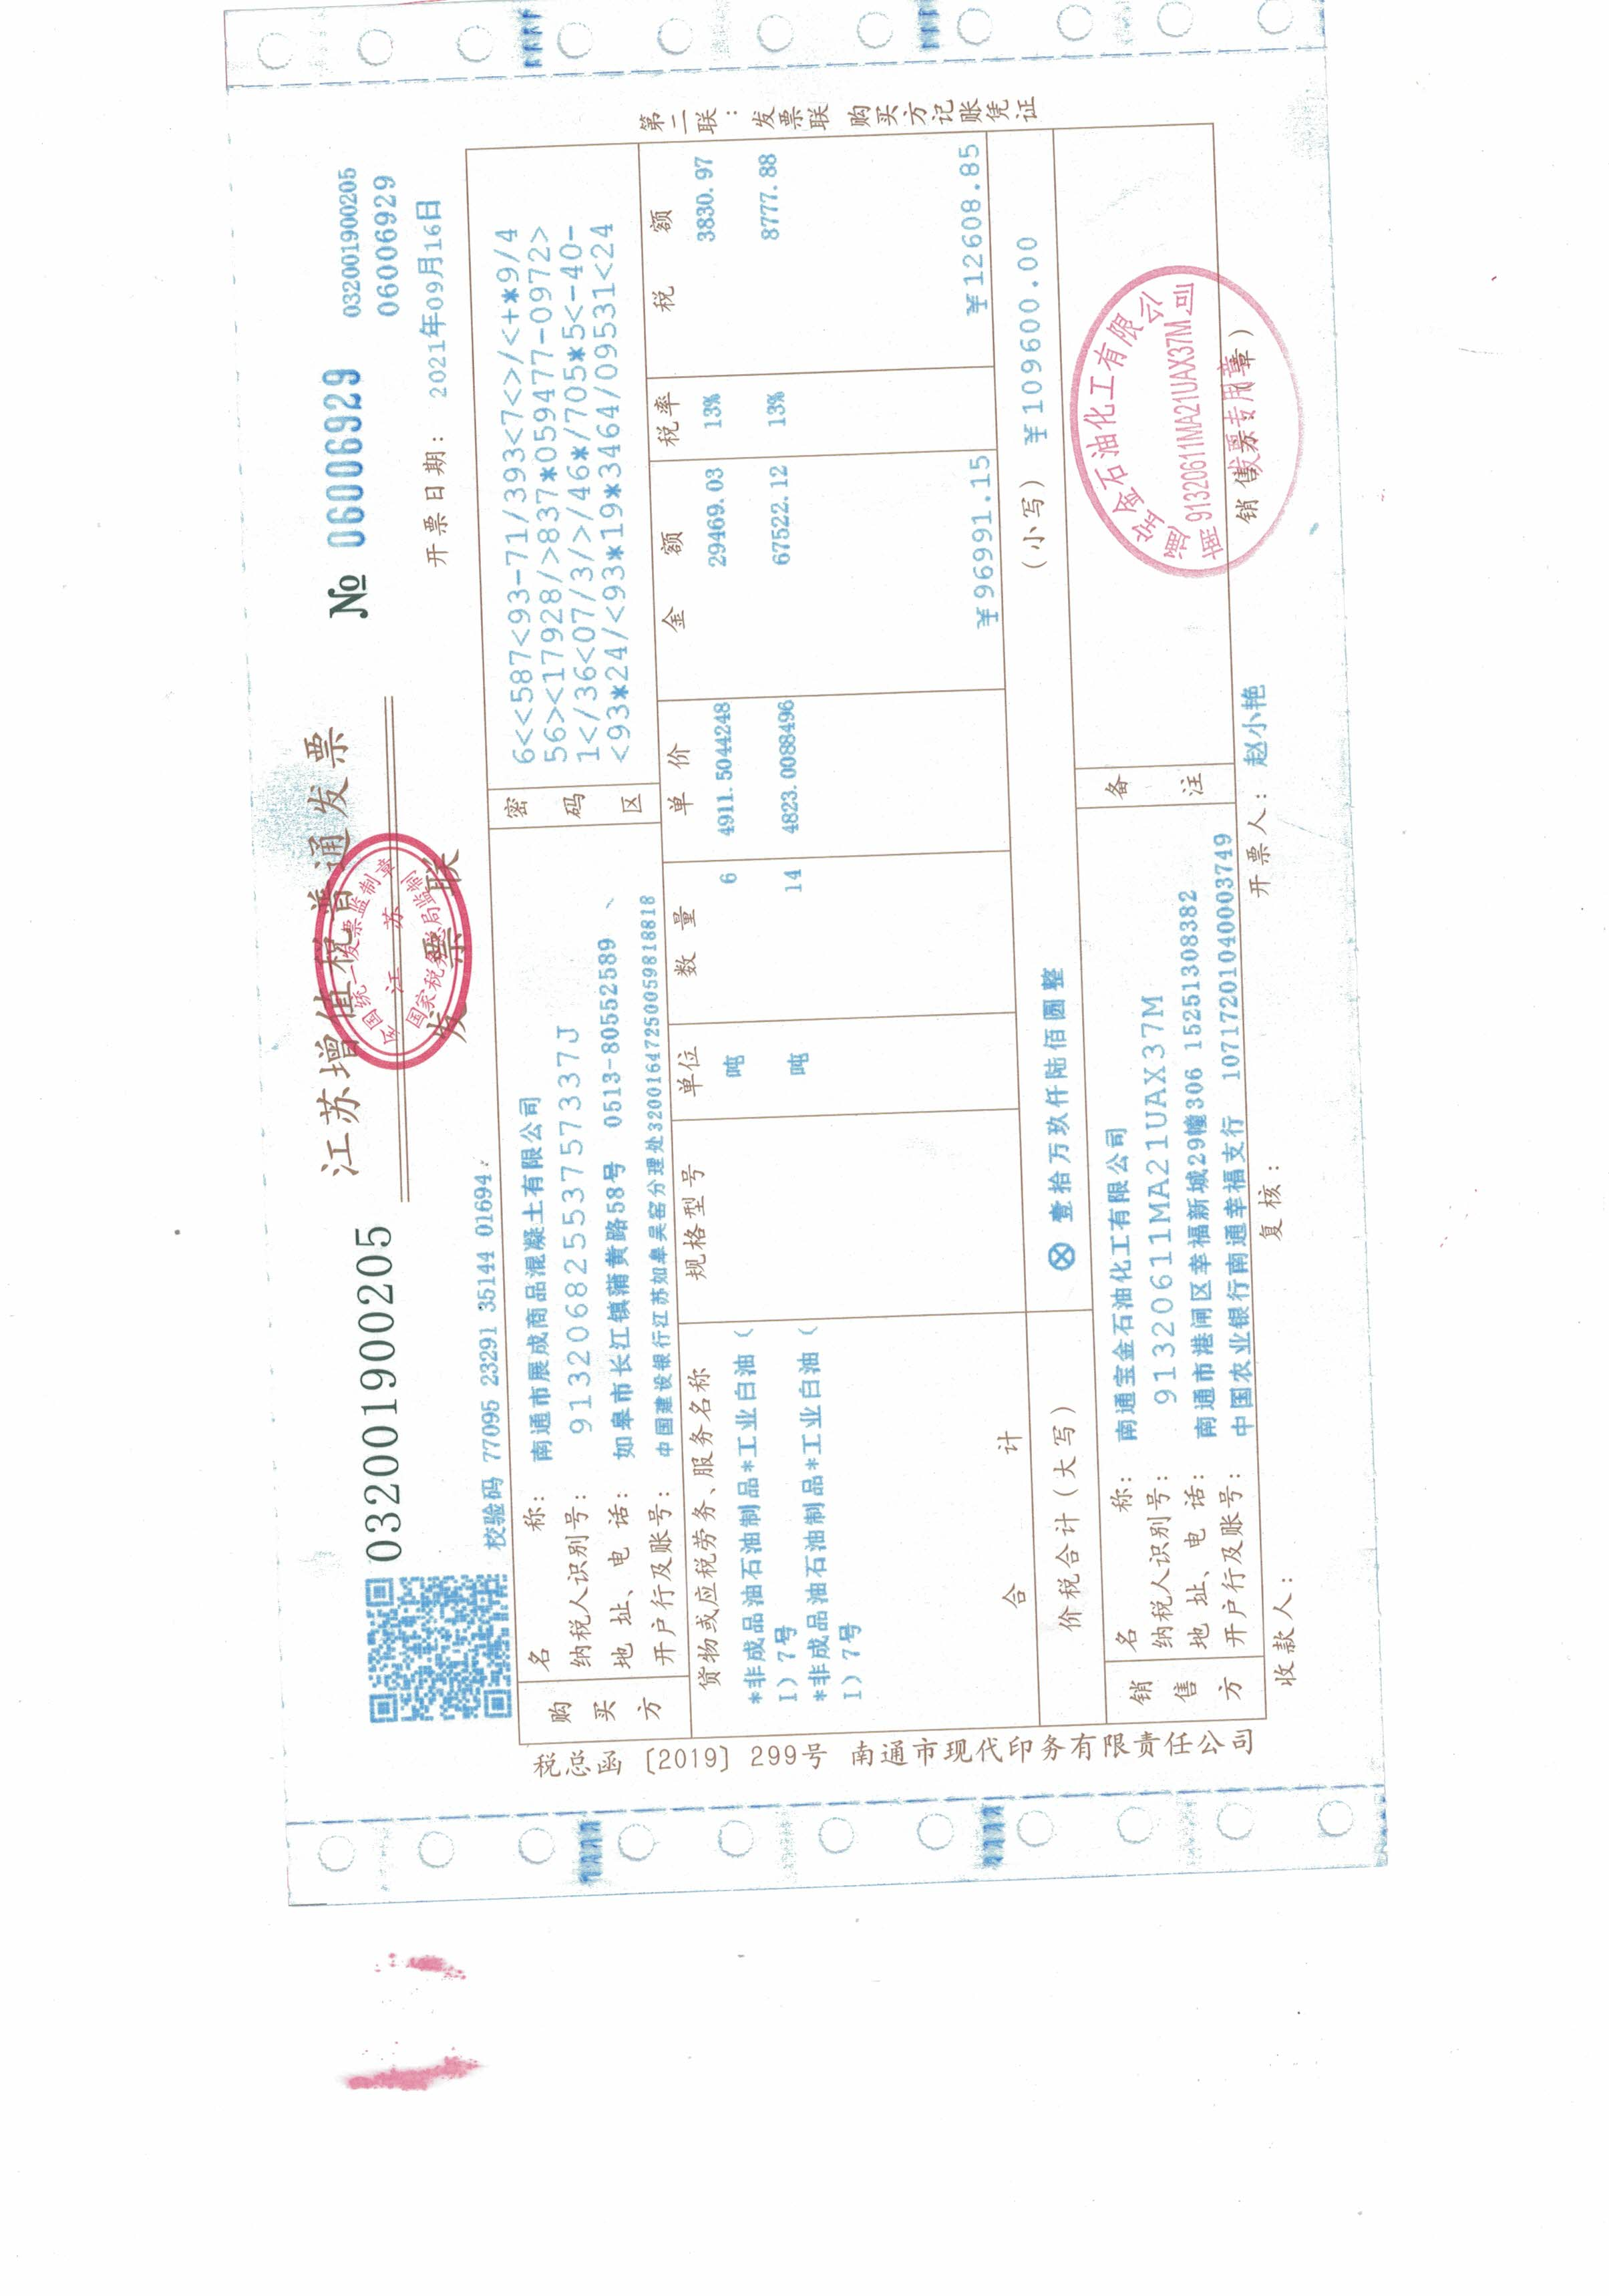 032001900205
江苏增值税普通发票
发票联
№ 06006929
032001900205
06006929
校验码 77095 23291 35144 01694
开票日期: 2021年09月16日
全国统一发票监制章
江苏
国家税务总局监制
购买方
名称: 南通市展成商品混凝土有限公司
纳税人识别号: 91320682553757337J
地址、电话: 如皋市长江镇蒲黄路58号 0513-80552589 、
开户行及账号: 中国建设银行江苏如皋吴窑分理处32001647250059818818
密码区
6<<587<93-71/393<7<>/<+*9/4
56><17928/>837*059477-0972>
1</36<07/3/>/46*/705*5<-40-
<93*24/<93*19*3464/09531<24
货物或应税劳务、服务名称 规格型号 单位 数量 单价 金额 税率 税额
*非成品油石油制品*工业白油( 吨 6 4911.5044248 29469.03 13% 3830.97
I)7号
*非成品油石油制品*工业白油( 吨 14 4823.0088496 67522.12 13% 8777.88
I)7号
合计 ¥96991.15 ¥12608.85
价税合计(大写) ⊗ 壹拾万玖仟陆佰圆整 (小写) ¥109600.00
销售方
名称: 南通宝金石油化工有限公司
纳税人识别号: 91320611MA21UAX37M
地址、电话: 南通市港闸区幸福新城29幢306 15251308382
开户行及账号: 中国农业银行南通幸福支行 10717201040003749
备注
南通宝金石油化工有限公司
91320611MA21UAX37M
发票专用章
收款人: 复核: 开票人: 赵小艳 销售方:(章)
税总函〔2019〕299号 南通市现代印务有限责任公司
第二联:发票联 购买方记账凭证